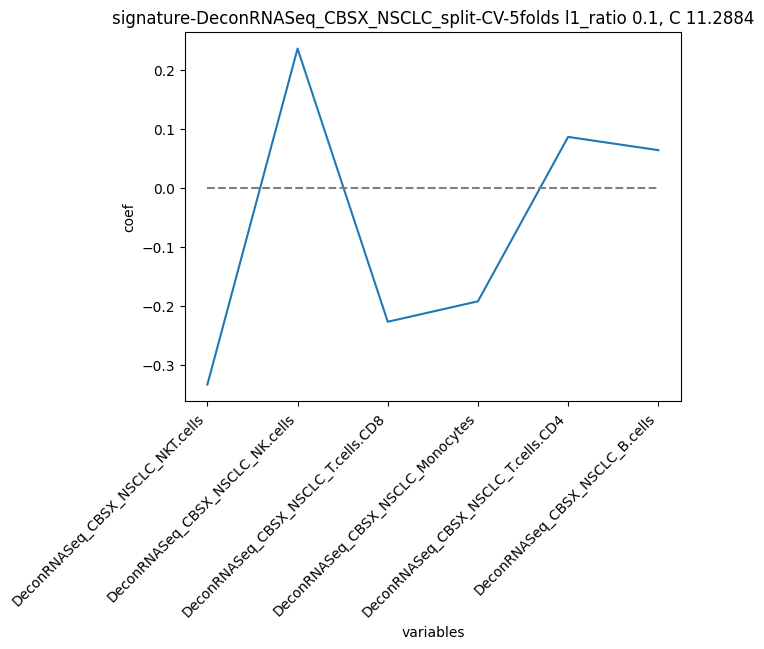 signature-DeconRNASeq_CBSX_NSCLC_split-CV-5folds l1_ratio 0.1, C 11.2884
0.2
0.1
0.0
−0.1
−0.2
−0.3
coef
DeconRNASeq_CBSX_NSCLC_NKT.cells
DeconRNASeq_CBSX_NSCLC_NK.cells
DeconRNASeq_CBSX_NSCLC_T.cells.CD8
DeconRNASeq_CBSX_NSCLC_Monocytes
DeconRNASeq_CBSX_NSCLC_T.cells.CD4
DeconRNASeq_CBSX_NSCLC_B.cells
variables